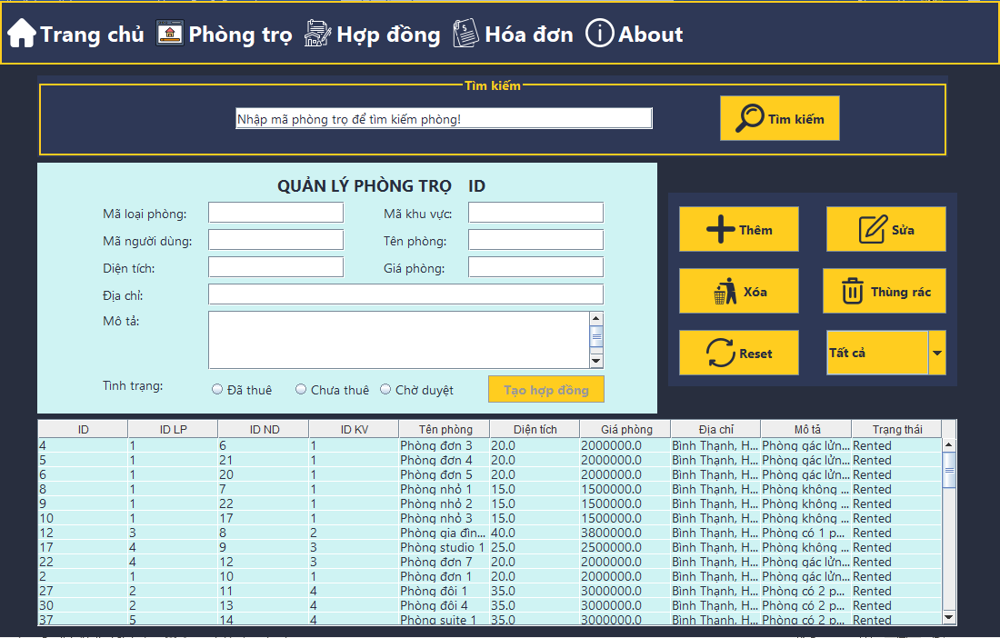 Trang chủ Phòng trọ Hợp đồng Hóa đơn About
Tìm kiếm
Nhập mã phòng trọ để tìm kiếm phòng! Tìm kiếm
QUẢN LÝ PHÒNG TRỌ ID
Mã loại phòng: Mã khu vực:
Mã người dùng: Tên phòng:
Diện tích: Giá phòng:
Địa chỉ:
Mô tả:
Tình trạng: Đã thuê Chưa thuê Chờ duyệt Tạo hợp đồng
Thêm Sửa
Xóa Thùng rác
Reset Tất cả
ID ID LP ID ND ID KV Tên phòng Diện tích Giá phòng Địa chỉ Mô tả Trạng thái
4 1 6 1 Phòng đơn 3 20.0 2000000.0 Bình Thạnh, H... Phòng gác lửn... Rented
5 1 21 1 Phòng đơn 4 20.0 2000000.0 Bình Thạnh, H... Phòng gác lửn... Rented
6 1 20 1 Phòng đơn 5 20.0 2000000.0 Bình Thạnh, H... Phòng gác lửn... Rented
8 1 7 1 Phòng nhỏ 1 15.0 1500000.0 Bình Thạnh, H... Phòng không ... Rented
9 1 22 1 Phòng nhỏ 2 15.0 1500000.0 Bình Thạnh, H... Phòng không ... Rented
10 1 17 1 Phòng nhỏ 3 15.0 1500000.0 Bình Thạnh, H... Phòng không ... Rented
12 3 8 2 Phòng gia đìn... 40.0 3800000.0 Bình Thạnh, H... Phòng có 1 p... Rented
17 4 9 3 Phòng studio 1 25.0 2500000.0 Bình Thạnh, H... Phòng không ... Rented
22 4 12 3 Phòng đơn 7 20.0 2000000.0 Bình Thạnh, H... Phòng gác lửn... Rented
2 1 10 1 Phòng đơn 1 20.0 2000000.0 Bình Thạnh, H... Phòng gác lửn... Rented
27 2 11 4 Phòng đôi 1 35.0 3000000.0 Bình Thạnh, H... Phòng có 2 p... Rented
30 2 13 4 Phòng đôi 4 35.0 3000000.0 Bình Thạnh, H... Phòng có 2 p... Rented
37 5 14 4 Phòng suite 1 35.0 3000000.0 Bình Thạnh, H... Phòng có 2 p... Rented